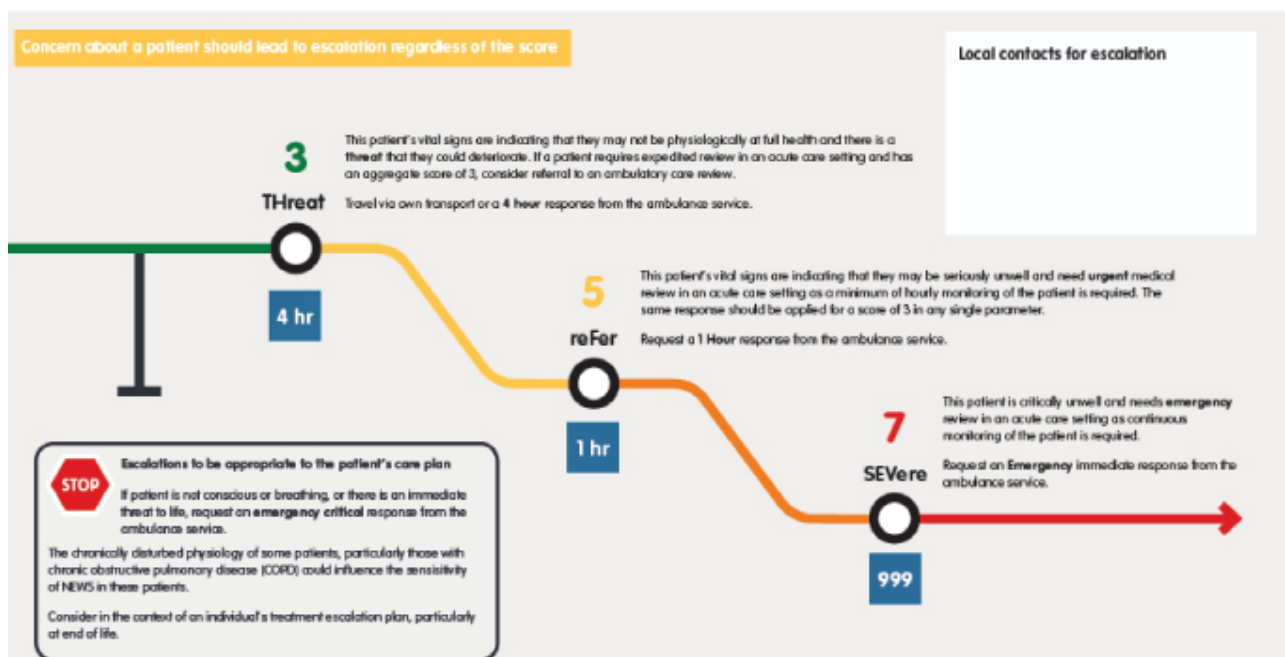 Concern about a patient should lead to escalation regardless of the score
Local contacts for escalation
3
THreat
4 hr
This patient's vital signs are indicating that they may not be physiologically at full health and there is a
threat that they could deteriorate. If a patient requires expedited review in an acute care setting and has
an aggregate score of 3, consider referral to an ambulatory care review.
Travel via own transport or a 4 hour response from the ambulance service.
5
reFer
1 hr
This patient's vital signs are indicating that they may be seriously unwell and need urgent medical
review in an acute care setting as a minimum of hourly monitoring of the patient is required. The
same response should be applied for a score of 3 in any single parameter.
Request a 1 Hour response from the ambulance service.
7
SEVere
999
This patient is critically unwell and needs emergency
review in an acute care setting as continuous
monitoring of the patient is required.
Request an Emergency immediate response from the
ambulance service.
STOP
Escalations to be appropriate to the patient's care plan
If patient is not conscious or breathing, or there is an immediate
threat to life, request an emergency critical response from the
ambulance service.
The chronically disturbed physiology of some patients, particularly those with
chronic obstructive pulmonary disease (COPD) could influence the sensisitivity
of NEWS in these patients.
Consider in the context of an individual's treatment escalation plan, particularly
at end of life.